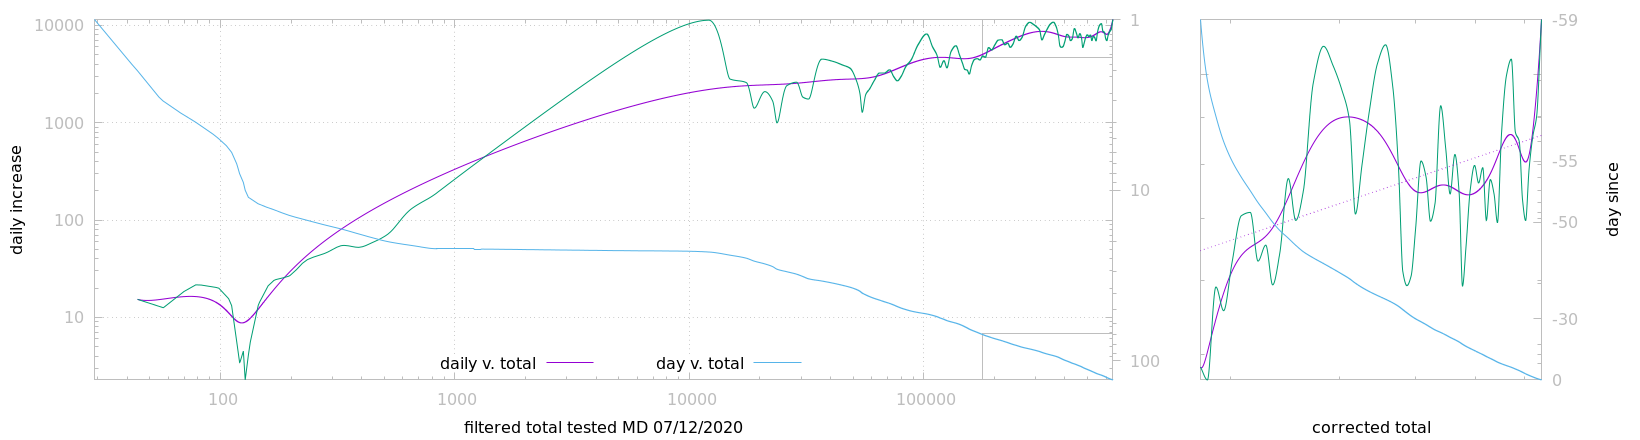 10000
1000
100
10
daily increase
100
1000
10000
100000
1
10
100
daily v. total
day v. total
filtered total tested MD 07/12/2020
-59
-55
-50
-30
0
day since
corrected total